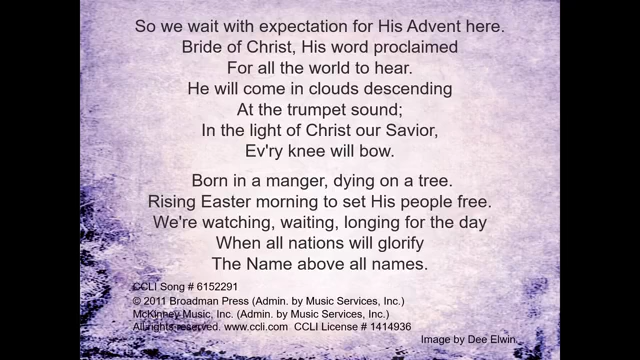 So we wait with expectation for His Advent here.
Bride of Christ, His word proclaimed
For all the world to hear.
He will come in clouds descending
At the trumpet sound;
In the light of Christ our Savior,
Ev'ry knee will bow.
Born in a manger, dying on a tree.
Rising Easter morning to set His people free.
We're watching, waiting, longing for the day
When all nations will glorify
The Name above all names.
CCLI Song # 6152291
© 2011 Broadman Press (Admin. by Music Services, Inc.)
McKinney Music, Inc. (Admin. by Music Services, Inc.)
All rights reserved. www.ccli.com CCLI License # 1414936
Image by Dee Elwin.